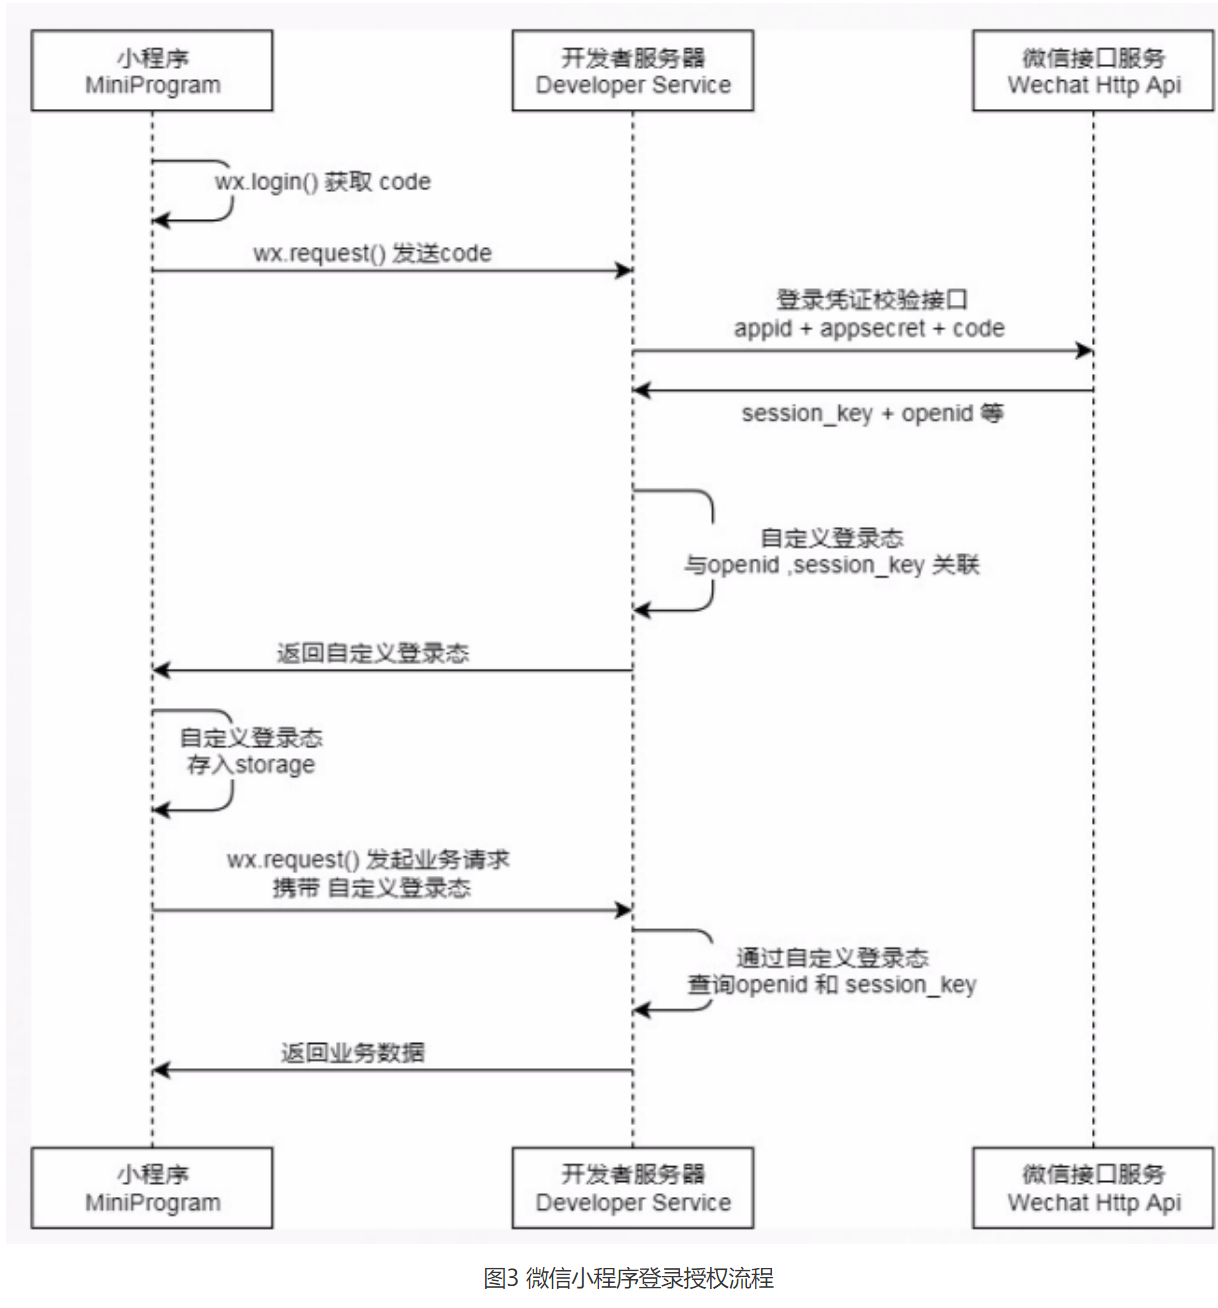 小程序
MiniProgram
开发者服务器
Developer Service
微信接口服务
Wechat Http Api
wx.login() 获取 code
wx.request() 发送code
登录凭证校验接口
appid + appsecret + code
session_key + openid 等
自定义登录态
与openid ,session_key 关联
返回自定义登录态
自定义登录态
存入storage
wx.request() 发起业务请求
携带 自定义登录态
通过自定义登录态
查询openid 和 session_key
返回业务数据
小程序
MiniProgram
开发者服务器
Developer Service
微信接口服务
Wechat Http Api
图3 微信小程序登录授权流程